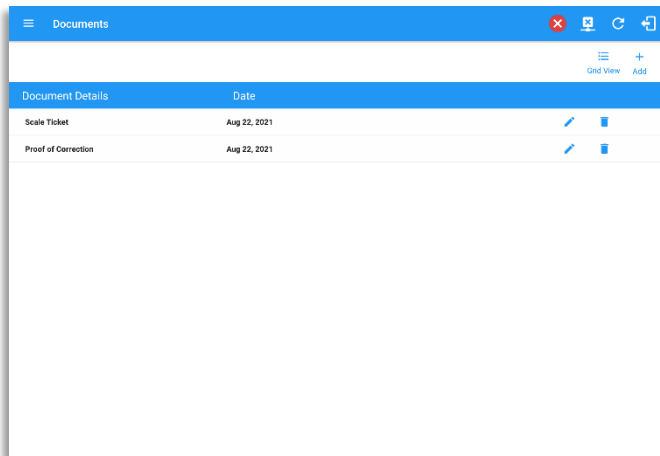 Documents
Grid View
Add
Document Details Date
Scale Ticket Aug 22, 2021
Proof of Correction Aug 22, 2021